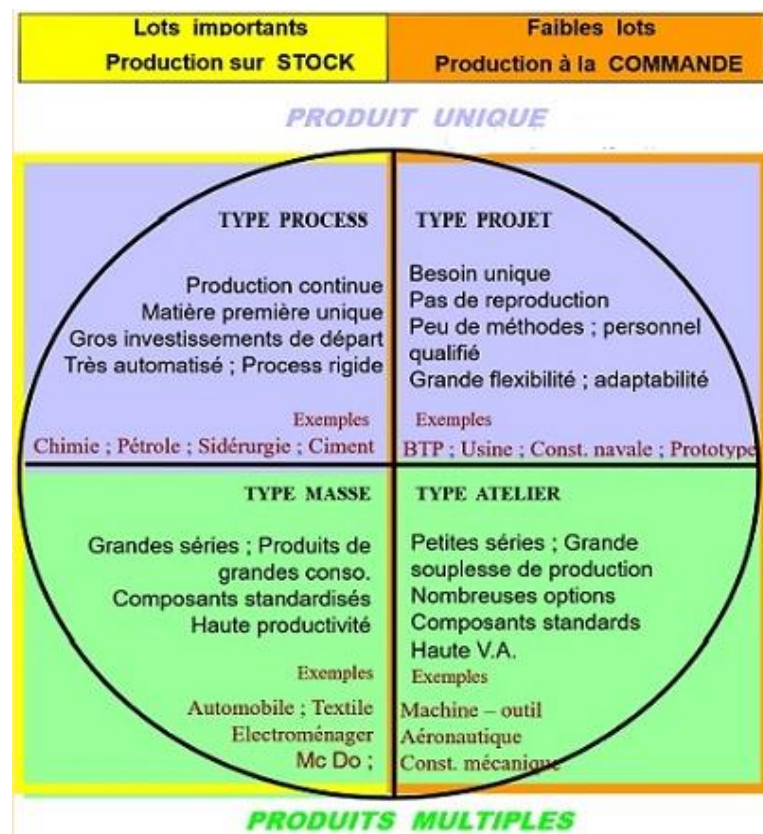 Lots importants
Production sur STOCK
Faibles lots
Production à la COMMANDE
PRODUIT UNIQUE
TYPE PROCESS
Production continue
Matière première unique
Gros investissements de départ
Très automatisé ; Process rigide
Exemples
Chimie ; Pétrole ; Sidérurgie ; Ciment
TYPE PROJET
Besoin unique
Pas de reproduction
Peu de méthodes ; personnel
qualifié
Grande flexibilité ; adaptabilité
Exemples
BTP ; Usine ; Const. navale ; Prototype
TYPE MASSE
Grandes séries ; Produits de
grandes conso.
Composants standardisés
Haute productivité
Exemples
Automobile ; Textile
Electroménager
Mc Do ;
TYPE ATELIER
Petites séries ; Grande
souplesse de production
Nombreuses options
Composants standards
Haute V.A.
Exemples
Machine – outil
Aéronautique
Const. mécanique
PRODUITS MULTIPLES